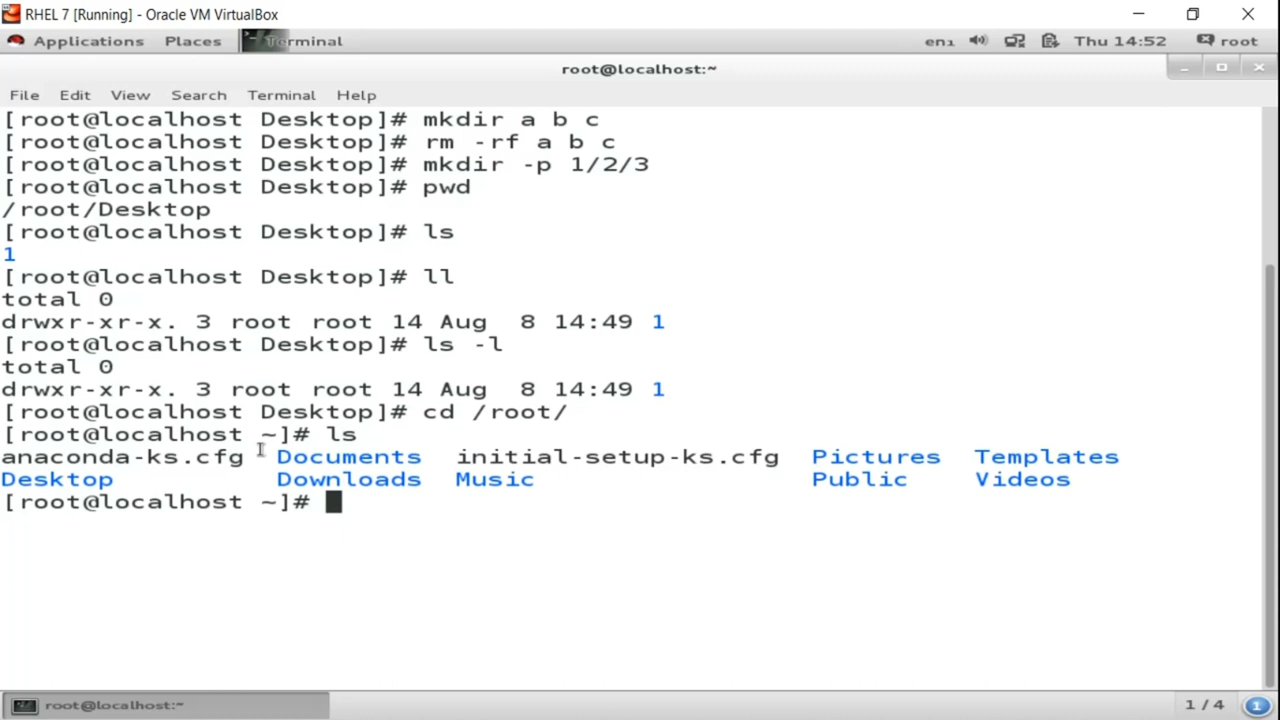 RHEL 7 [Running] - Oracle VM VirtualBox
Applications Places Terminal en1 Thu 14:52 root
root@localhost:~
File Edit View Search Terminal Help
[root@localhost Desktop]# mkdir a b c
[root@localhost Desktop]# rm -rf a b c
[root@localhost Desktop]# mkdir -p 1/2/3
[root@localhost Desktop]# pwd
/root/Desktop
[root@localhost Desktop]# ls
1
[root@localhost Desktop]# ll
total 0
drwxr-xr-x. 3 root root 14 Aug  8 14:49 1
[root@localhost Desktop]# ls -l
total 0
drwxr-xr-x. 3 root root 14 Aug  8 14:49 1
[root@localhost Desktop]# cd /root/
[root@localhost ~]# ls
anaconda-ks.cfg  Documents  initial-setup-ks.cfg  Pictures  Templates
Desktop  Downloads  Music  Public  Videos
[root@localhost ~]#
root@localhost:~ 1 / 4 1